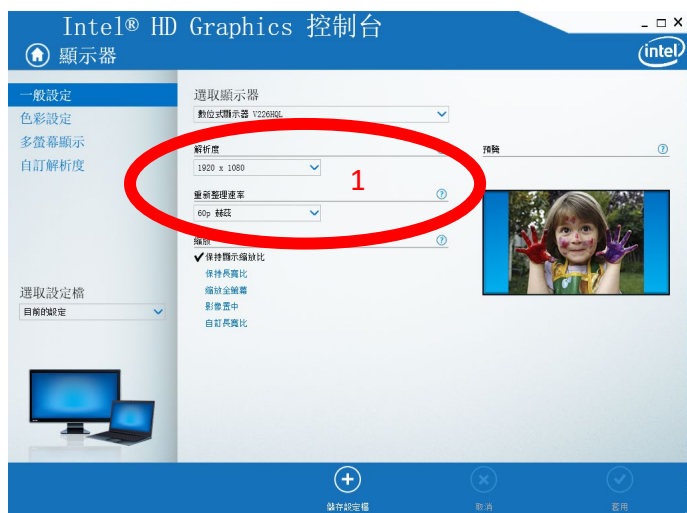 Intel® HD Graphics 控制台
顯示器
intel
一般設定
色彩設定
多螢幕顯示
自訂解析度
選取設定檔
目前的設定
選取顯示器
數位式顯示器 V226HQL
解析度
1920 x 1080
1
重新整理速率
60p 赫茲
縮放
保持顯示縮放比
保持長寬比
縮放全螢幕
影像置中
自訂長寬比
預覽
儲存設定檔
取消
套用